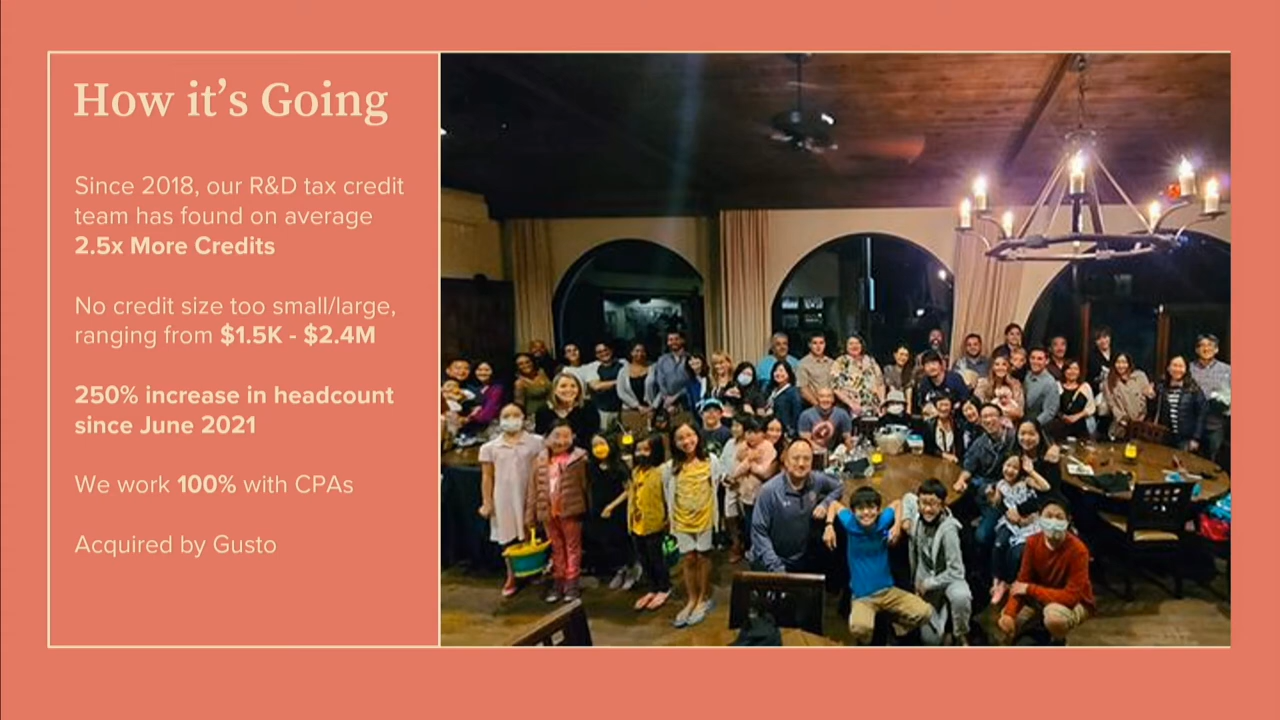 How it’s Going
Since 2018, our R&D tax credit
team has found on average
2.5x More Credits
No credit size too small/large,
ranging from $1.5K - $2.4M
250% increase in headcount
since June 2021
We work 100% with CPAs
Acquired by Gusto